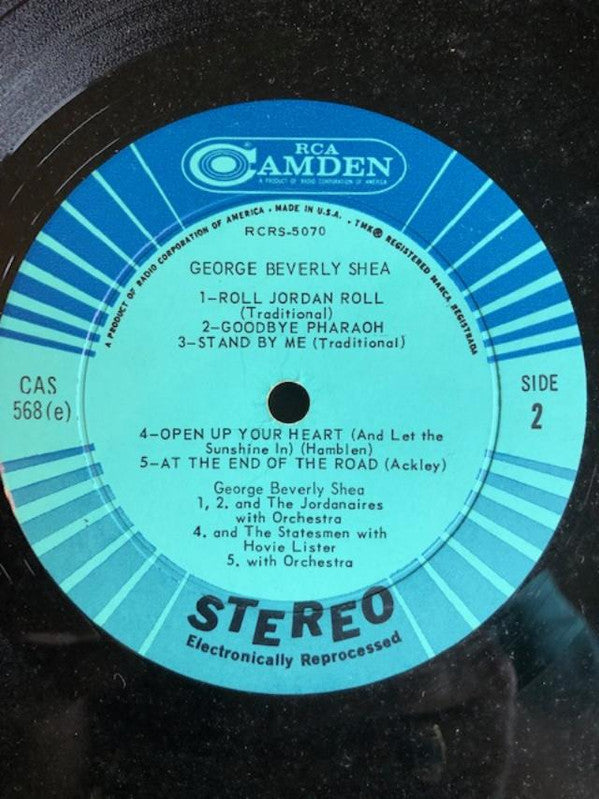 RCA
CAMDEN
A PRODUCT OF RADIO CORPORATION OF AMERICA
A PRODUCT OF RADIO CORPORATION OF AMERICA • MADE IN U.S.A. • TMK® REGISTERED MARCA REGISTRADA
RCRS-5070
GEORGE BEVERLY SHEA
1-ROLL JORDAN ROLL
(Traditional)
2-GOODBYE PHARAOH
3-STAND BY ME (Traditional)
CAS
568(e)
SIDE
2
4-OPEN UP YOUR HEART (And Let the
Sunshine In) (Hamblen)
5-AT THE END OF THE ROAD (Ackley)
George Beverly Shea
1, 2. and The Jordanaires
with Orchestra
4. and The Statesmen with
Hovie Lister
5. with Orchestra
STEREO
Electronically Reprocessed